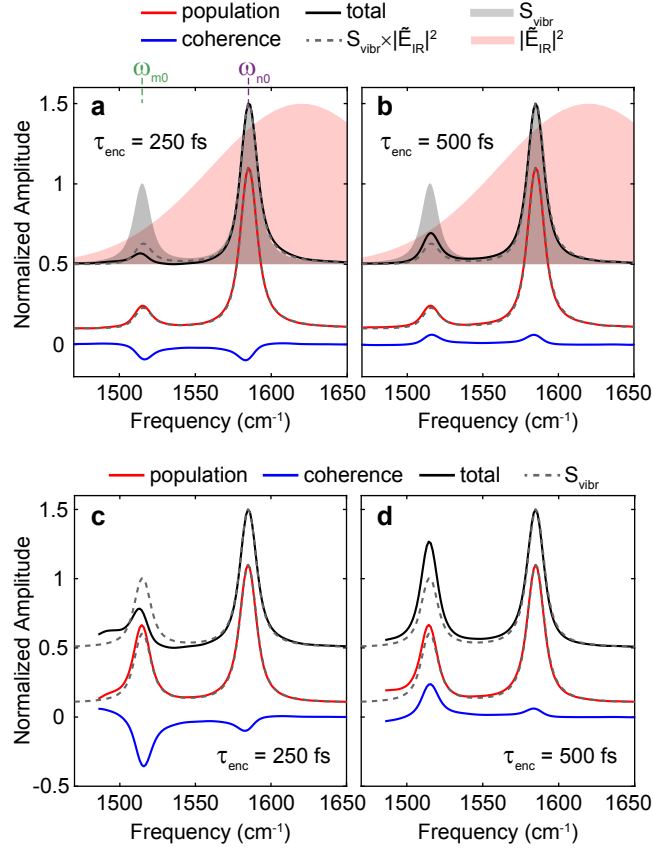 population total S_vibr
coherence S_vibr×|Ẽ_IR|² |Ẽ_IR|²
ω_m0 ω_n0
a b
τ_enc = 250 fs τ_enc = 500 fs
Normalized Amplitude
1.5
1
0.5
0
1500 1550 1600 1650 1500 1550 1600 1650
Frequency (cm⁻¹) Frequency (cm⁻¹)
population coherence total S_vibr
c d
Normalized Amplitude
1.5
1
0.5
0
-0.5
τ_enc = 250 fs τ_enc = 500 fs
1500 1550 1600 1650 1500 1550 1600 1650
Frequency (cm⁻¹) Frequency (cm⁻¹)